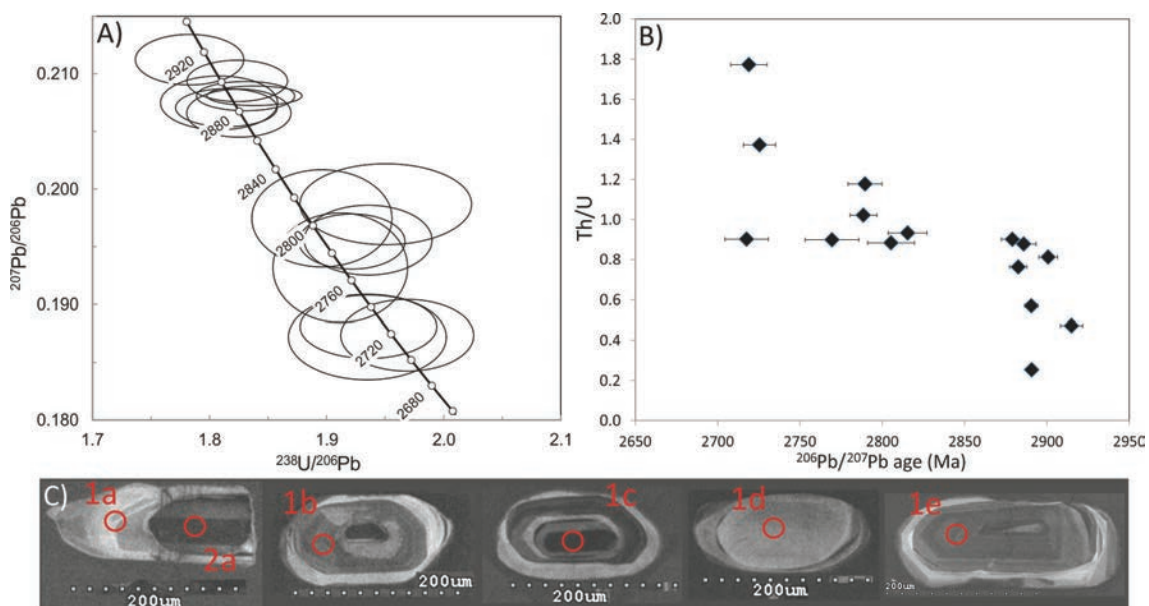 A)
0.210
0.200
0.190
0.180
²⁰⁷Pb/²⁰⁶Pb
2920
2880
2840
2800
2760
2720
2680
1.7 1.8 1.9 2.0 2.1
²³⁸U/²⁰⁶Pb
B)
2.0
1.8
1.6
1.4
1.2
1.0
0.8
0.6
0.4
0.2
0.0
Th/U
2650 2700 2750 2800 2850 2900 2950
²⁰⁶Pb/²⁰⁷Pb age (Ma)
C)
1a
2a
200um
1b
200um
1c
200um
1d
200um
1e
200um